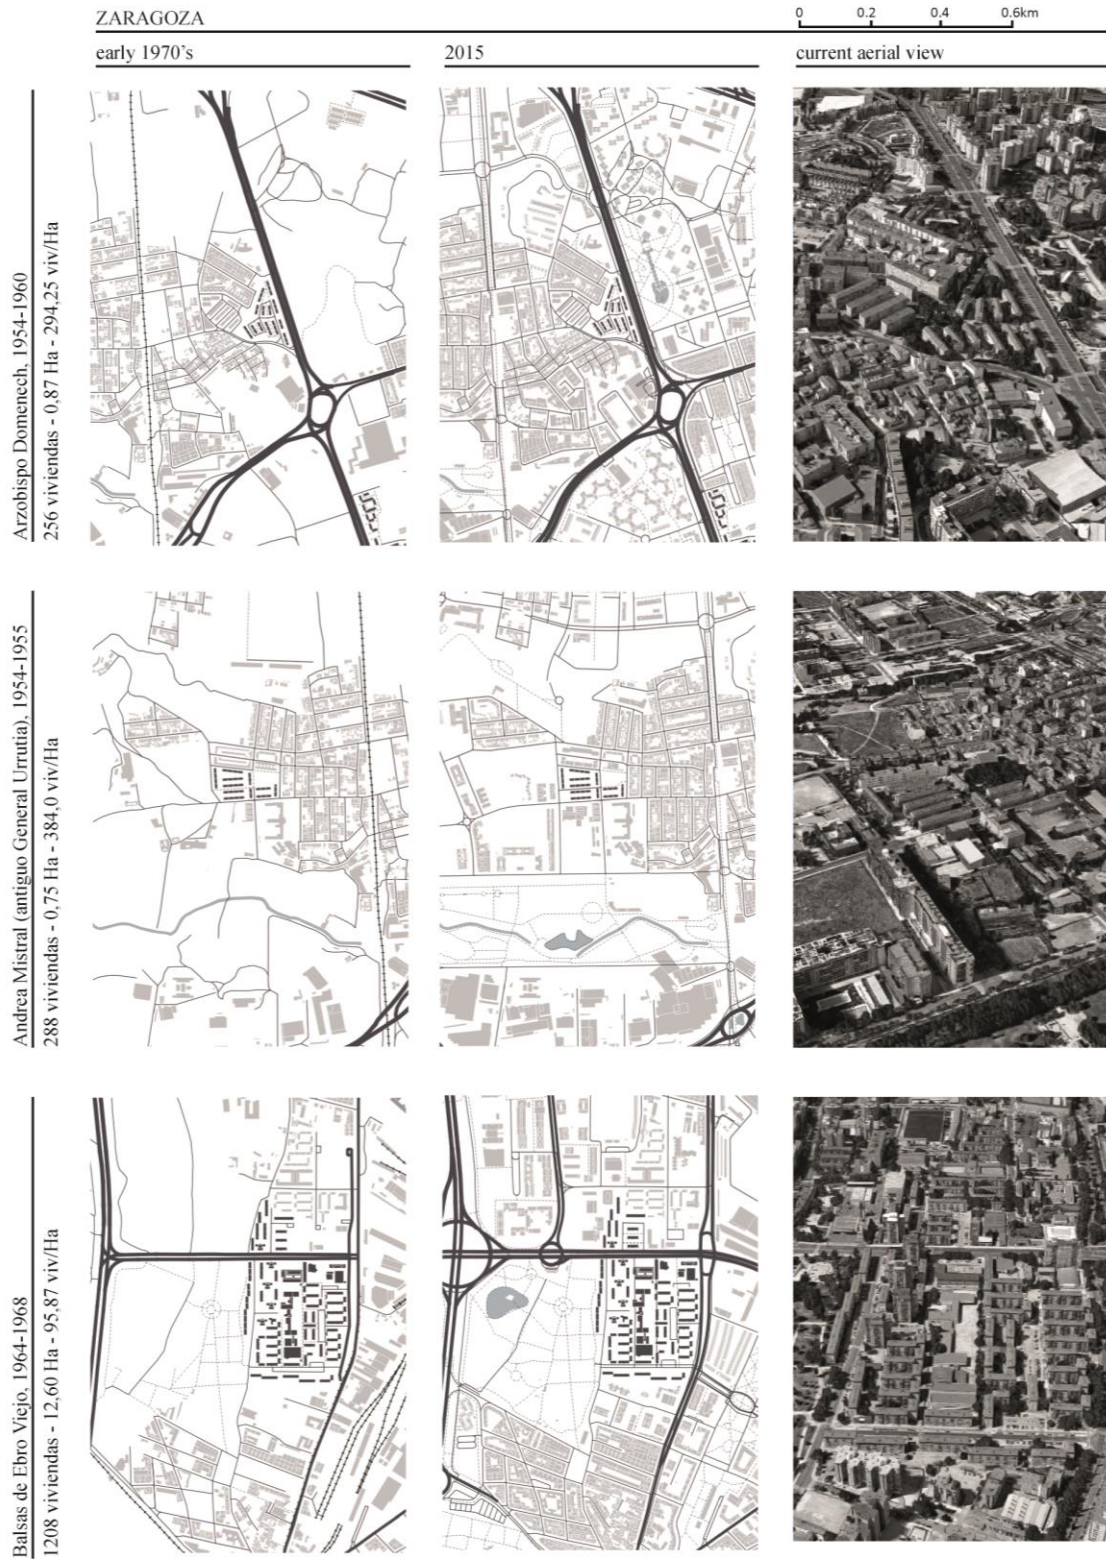 ZARAGOZA
0 0.2 0.4 0.6km
early 1970's
2015
current aerial view
Arzobispo Domenech, 1954-1960
256 viviendas - 0,87 Ha - 294,25 viv/Ha
Andrea Mistral (antiguo General Urrutia), 1954-1955
288 viviendas - 0,75 Ha - 384,0 viv/Ha
Balsas de Ebro Viejo, 1964-1968
1208 viviendas - 12,60 Ha - 95,87 viv/Ha